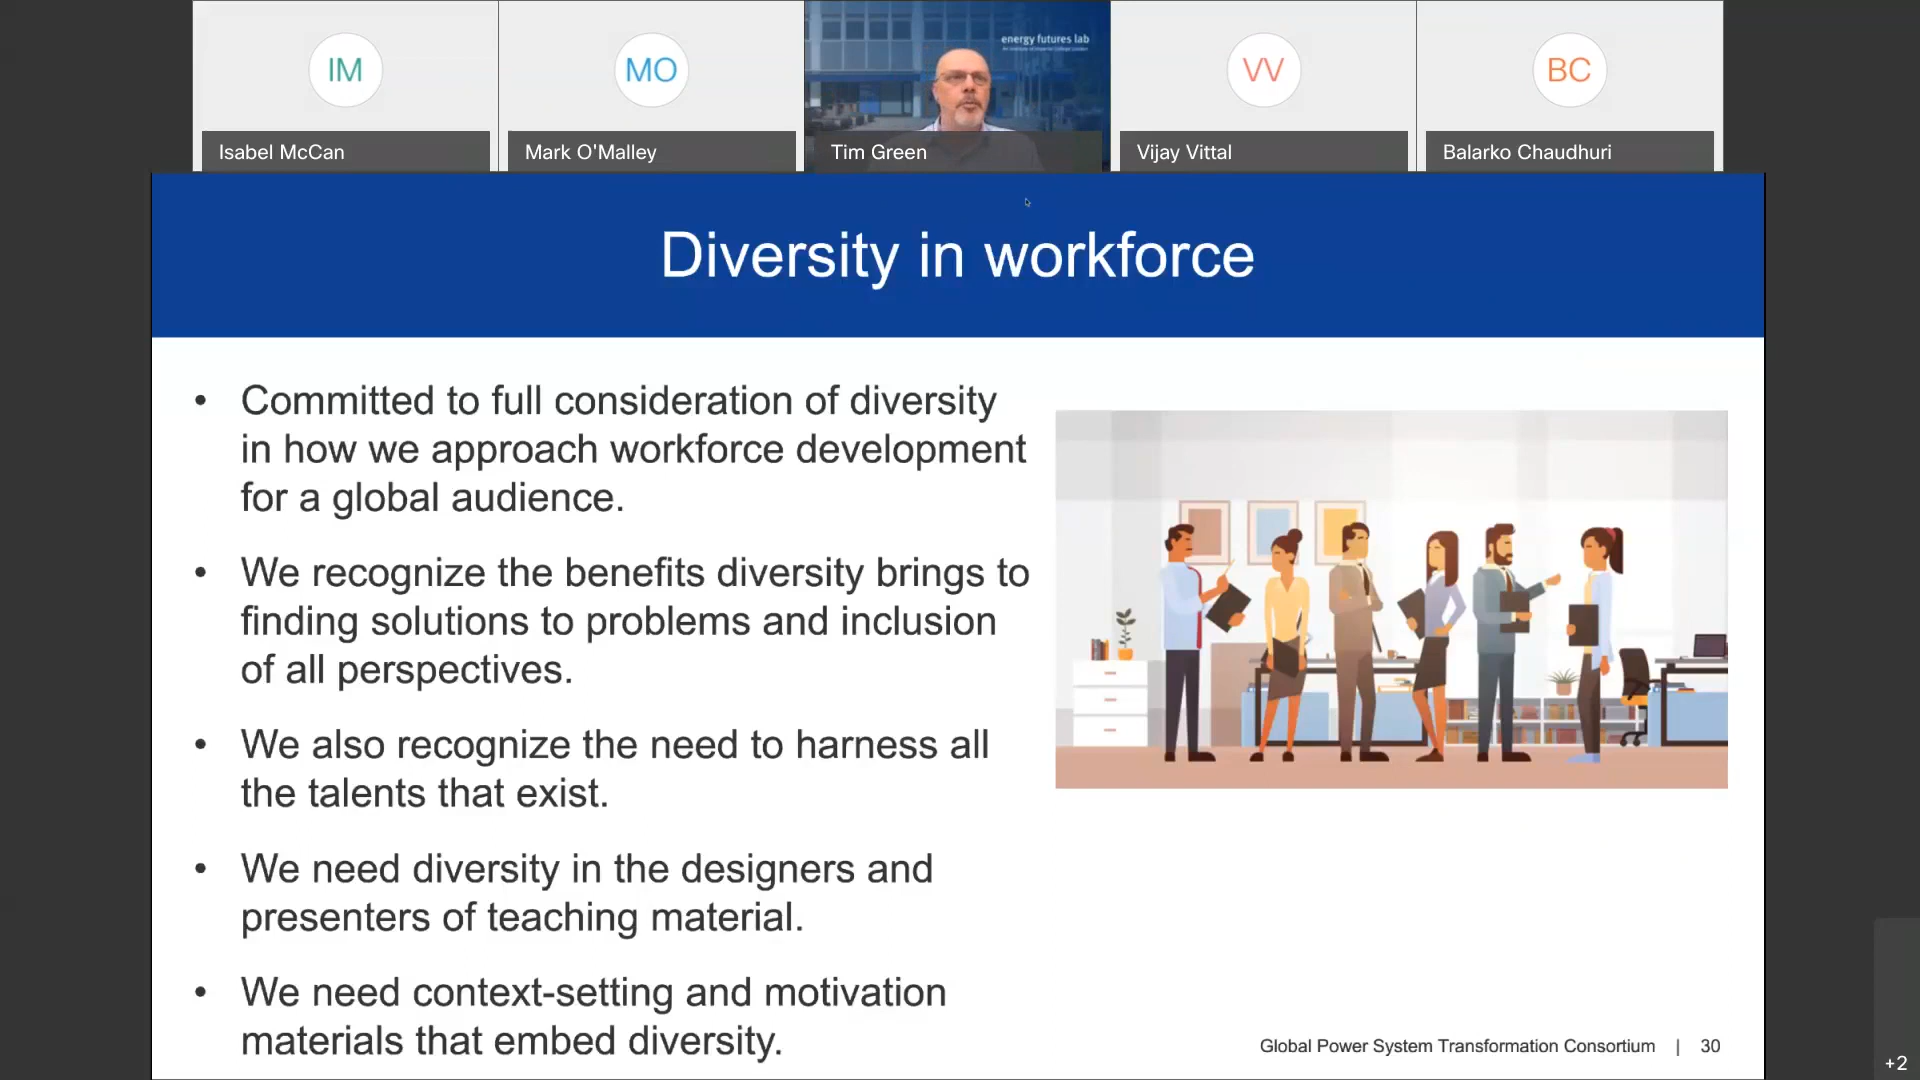 energy futures lab
IM
MO
VV
BC
Isabel McCan
Mark O'Malley
Tim Green
Vijay Vittal
Balarko Chaudhuri
Diversity in workforce
• Committed to full consideration of diversity
in how we approach workforce development
for a global audience.
• We recognize the benefits diversity brings to
finding solutions to problems and inclusion
of all perspectives.
• We also recognize the need to harness all
the talents that exist.
• We need diversity in the designers and
presenters of teaching material.
• We need context-setting and motivation
materials that embed diversity.
Global Power System Transformation Consortium | 30
+2